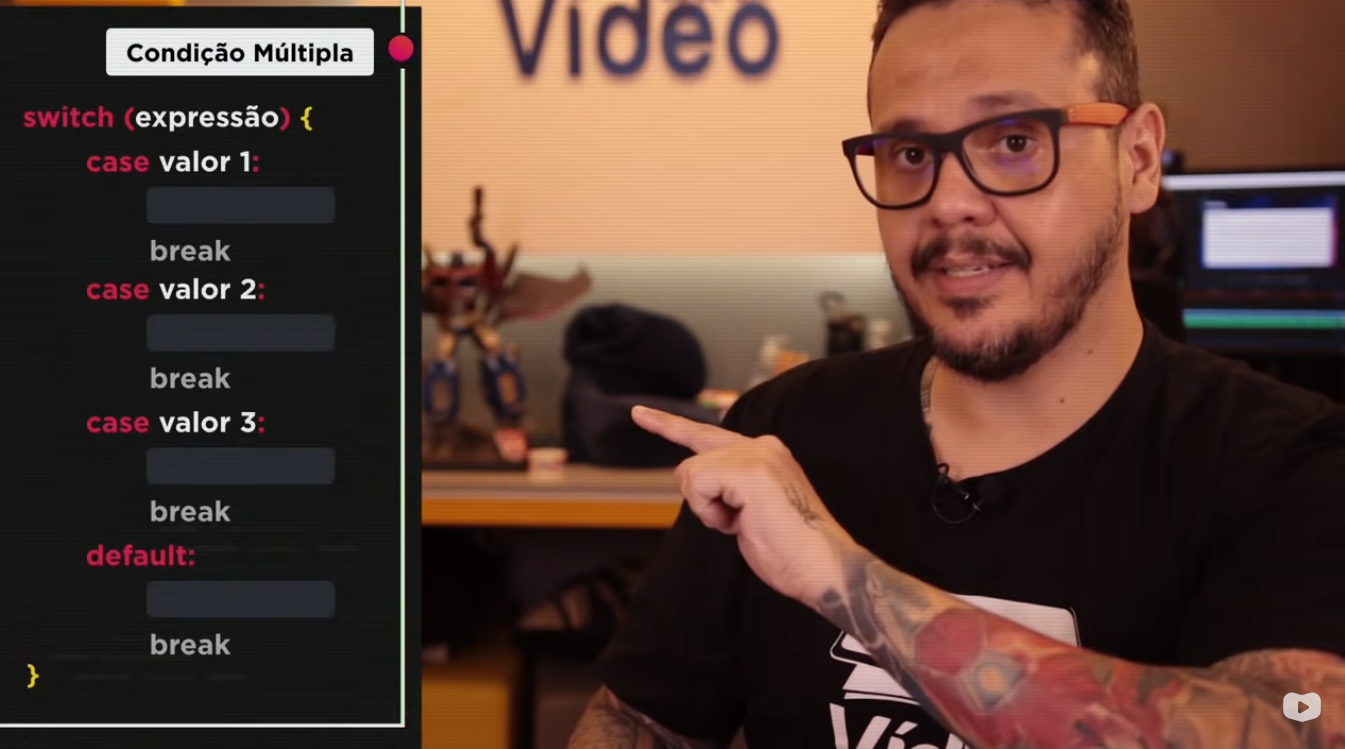 Condição Múltipla
switch (expressão) {
case valor 1:
break
case valor 2:
break
case valor 3:
break
default:
break
}
Vídeo